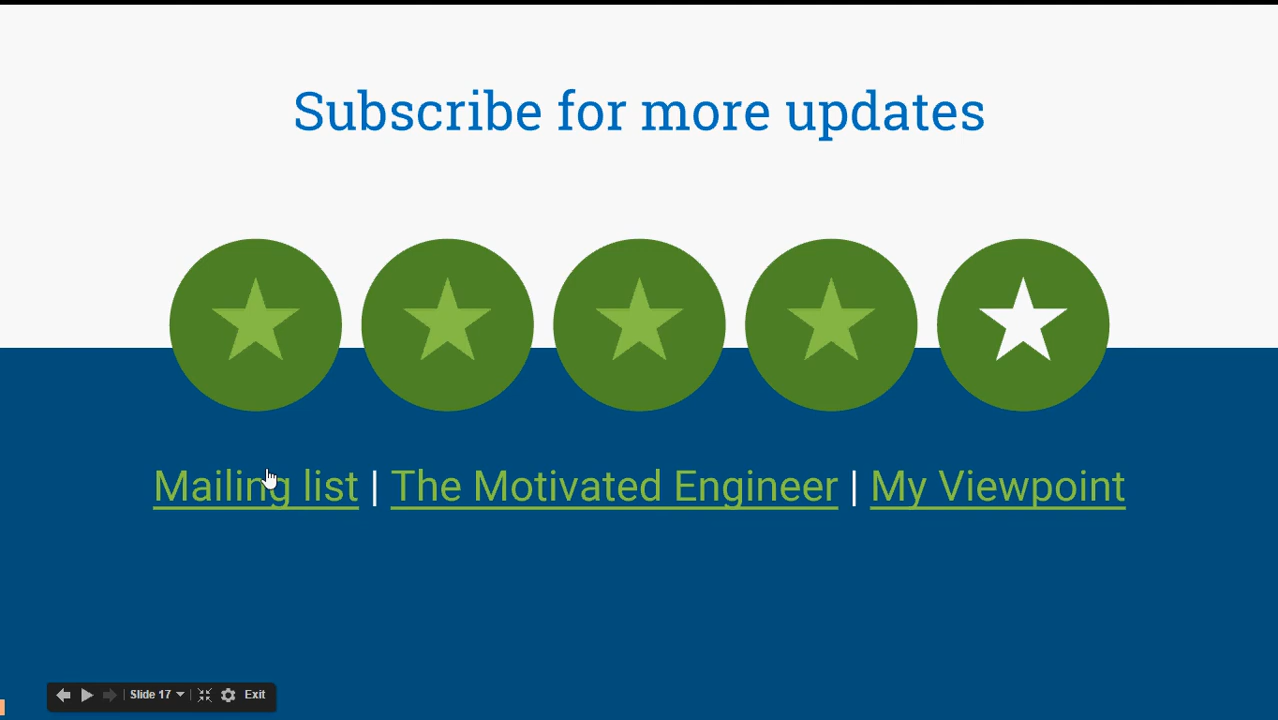 Subscribe for more updates
Mailing list | The Motivated Engineer | My Viewpoint
Slide 17 Exit